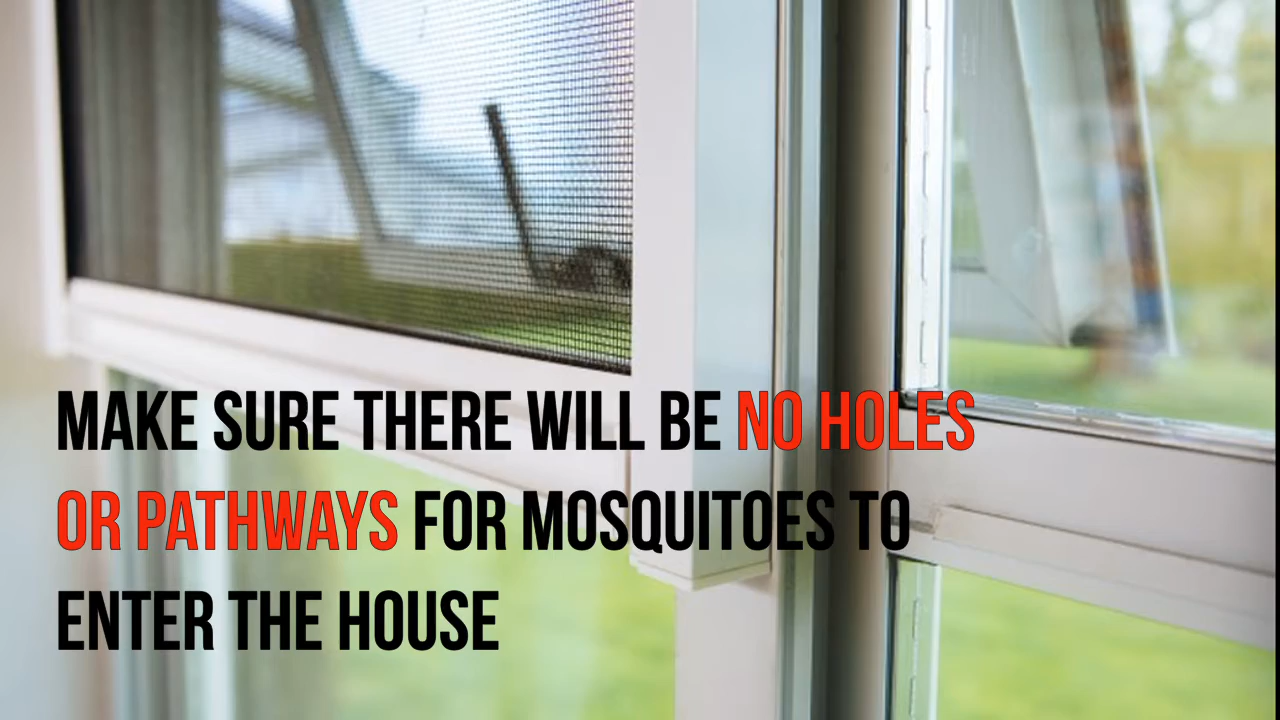 MAKE SURE THERE WILL BE NO HOLES
OR PATHWAYS FOR MOSQUITOES TO
ENTER THE HOUSE